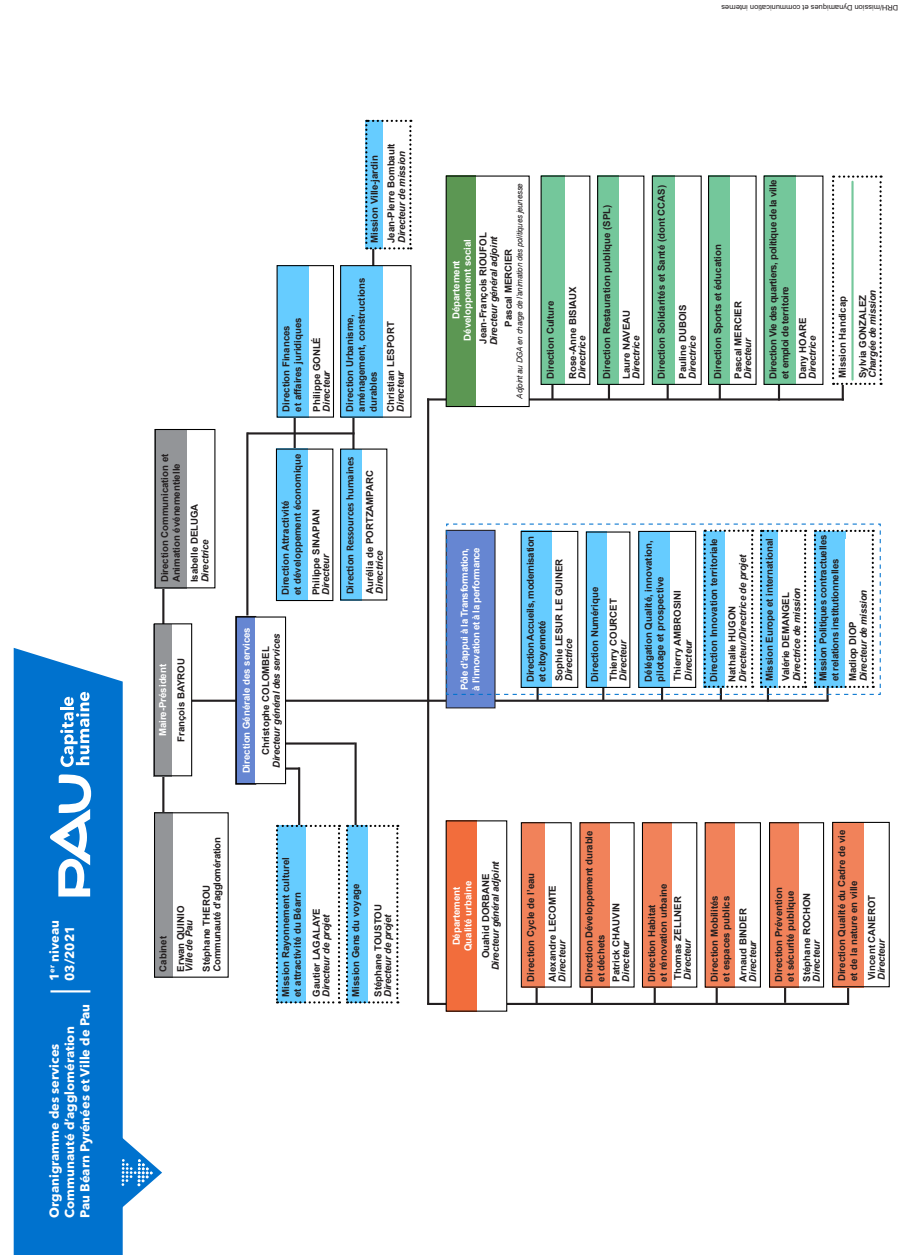 Organigramme des services
Communauté d'agglomération
Pau Béarn Pyrénées et Ville de Pau
1er niveau
03/2021
PAU Capitale
humaine
Cabinet
Erwan QUINIO
Ville de Pau
Stéphane THEROU
Communauté d'agglomération
Maire-Président
François BAYROU
Direction Communication et
Animation événementielle
Isabelle DELUGA
Directrice
Direction Générale des services
Christophe COLOMBEL
Directeur général des services
Mission Rayonnement culturel
et attractivité du Béarn
Gautier LAGALAYE
Directeur de projet
Mission Gens du voyage
Stéphane TOUSTOU
Directeur de projet
Direction Attractivité
et développement économique
Philippe SINAPIAN
Directeur
Direction Finances
et affaires juridiques
Philippe GONLÉ
Directeur
Direction Ressources humaines
Aurélia de PORTZAMPARC
Directrice
Direction Urbanisme,
aménagement, constructions
durables
Christian LESPORT
Directeur
Mission Ville-jardin
Jean-Pierre Bombault
Directeur de mission
Département
Qualité urbaine
Ouahid DORBANE
Directeur général adjoint
Direction Cycle de l'eau
Alexandre LECOMTE
Directeur
Direction Développement durable
et déchets
Patrick CHAUVIN
Directeur
Direction Habitat
et rénovation urbaine
Thomas ZELLNER
Directeur
Direction Mobilités
et espaces publics
Arnaud BINDER
Directeur
Direction Prévention
et sécurité publique
Stéphane ROCHON
Directeur
Direction Qualité du Cadre de vie
et de la nature en ville
Vincent CANEROT
Directeur
Pôle d'appui à la Transformation,
à l'innovation et à la performance
Direction Accueils, modernisation
et citoyenneté
Sophie LESUR LE GUINER
Directrice
Direction Numérique
Thierry COURCET
Directeur
Délégation Qualité, innovation,
pilotage et prospective
Thierry AMBROSINI
Directeur
Direction Innovation territoriale
Nathalie HUGON
Directeur/Directrice de projet
Mission Europe et international
Valérie DEMANGEL
Directrice de mission
Mission Politiques contractuelles
et relations institutionnelles
Madiop DIOP
Directeur de mission
Département
Développement social
Jean-François RIOUFOL
Directeur général adjoint
Pascal MERCIER
Adjoint au DGA en charge de l'animation des politiques jeunesse
Direction Culture
Rose-Anne BISIAUX
Directrice
Direction Restauration publique (SPL)
Laure NAVEAU
Directrice
Direction Solidarités et Santé (dont CCAS)
Pauline DUBOIS
Directrice
Direction Sports et éducation
Pascal MERCIER
Directeur
Direction Vie des quartiers, politique de la ville
et emploi de territoire
Dany HOARE
Directrice
Mission Handicap
Sylvia GONZALEZ
Chargée de mission
DRH/mission Dynamiques et communication internes